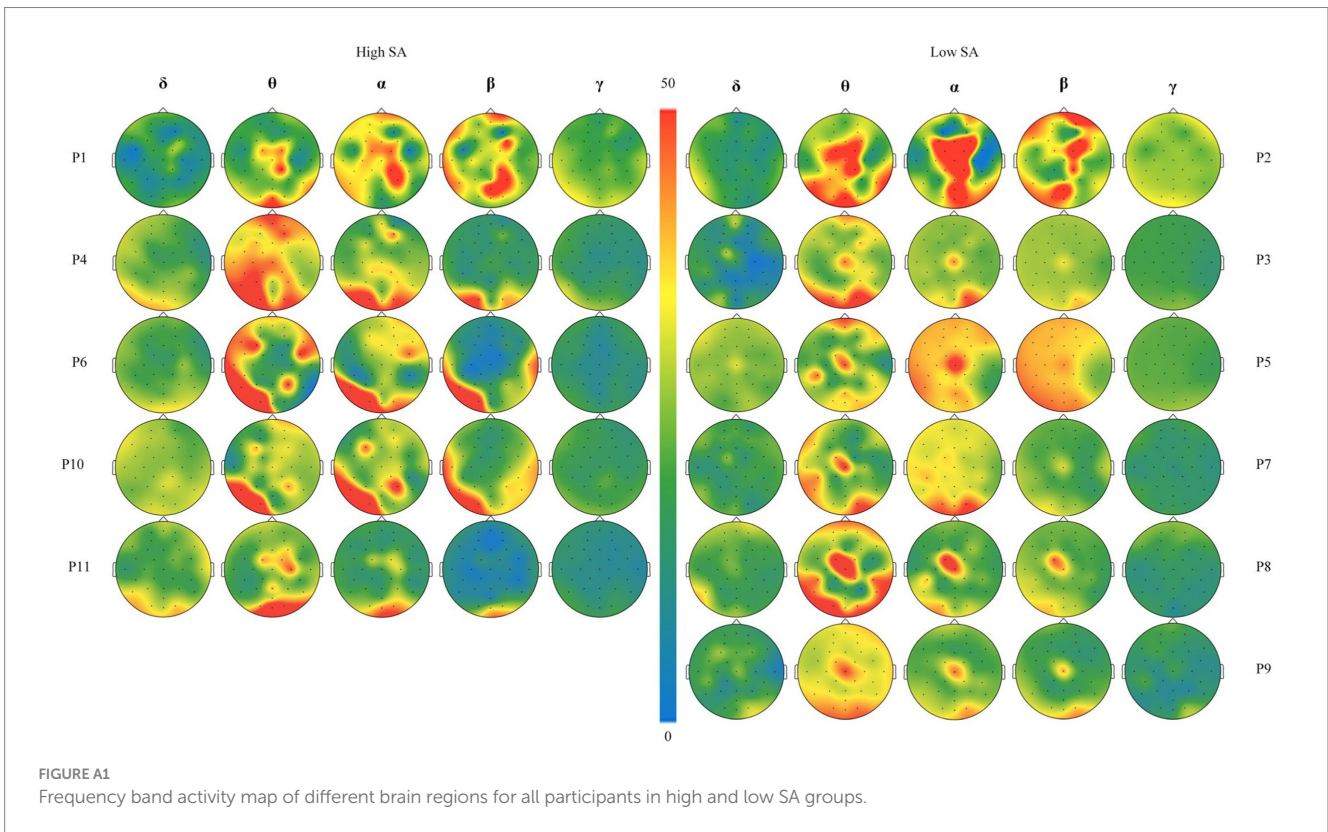 High SA
Low SA
δ θ α β γ 50 δ θ α β γ
P1 P2
P4 P3
P6 P5
P10 P7
P11 P8
P9
0
FIGURE A1
Frequency band activity map of different brain regions for all participants in high and low SA groups.